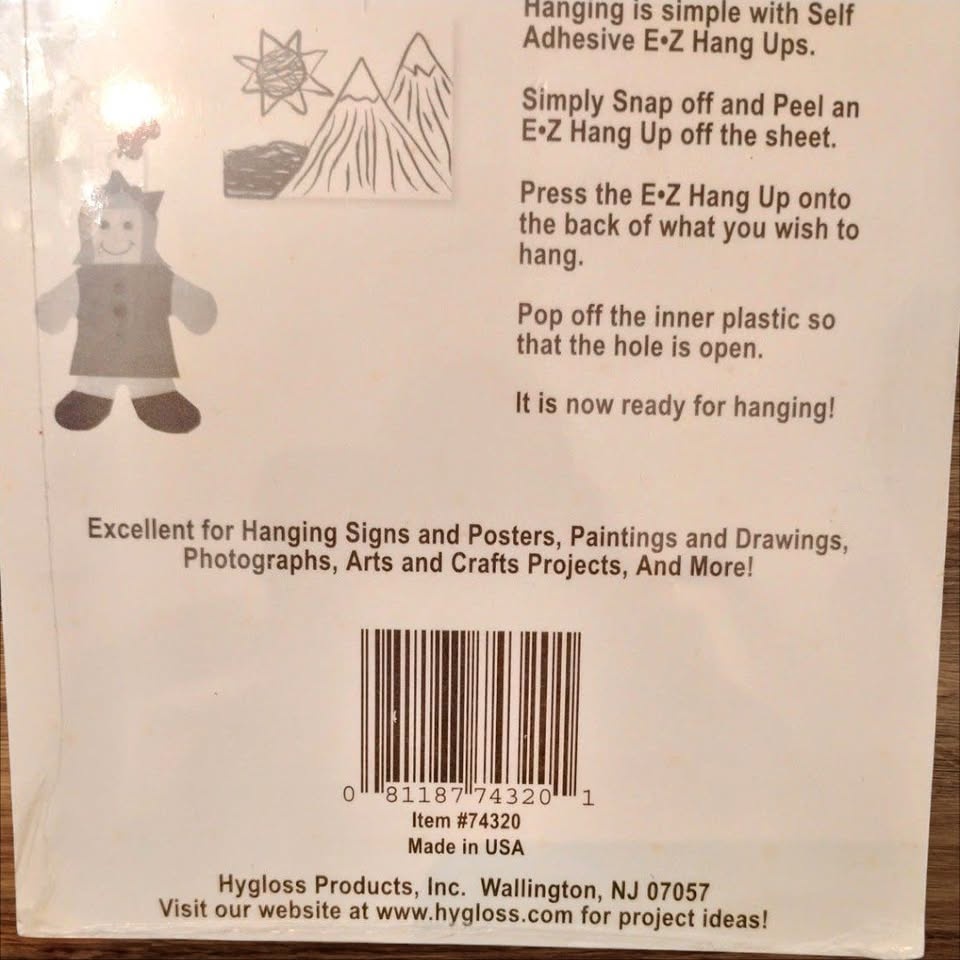 Hanging is simple with Self
Adhesive E•Z Hang Ups.
Simply Snap off and Peel an
E•Z Hang Up off the sheet.
Press the E•Z Hang Up onto
the back of what you wish to
hang.
Pop off the inner plastic so
that the hole is open.
It is now ready for hanging!
Excellent for Hanging Signs and Posters, Paintings and Drawings,
Photographs, Arts and Crafts Projects, And More!
0 81187 74320 1
Item #74320
Made in USA
Hygloss Products, Inc. Wallington, NJ 07057
Visit our website at www.hygloss.com for project ideas!